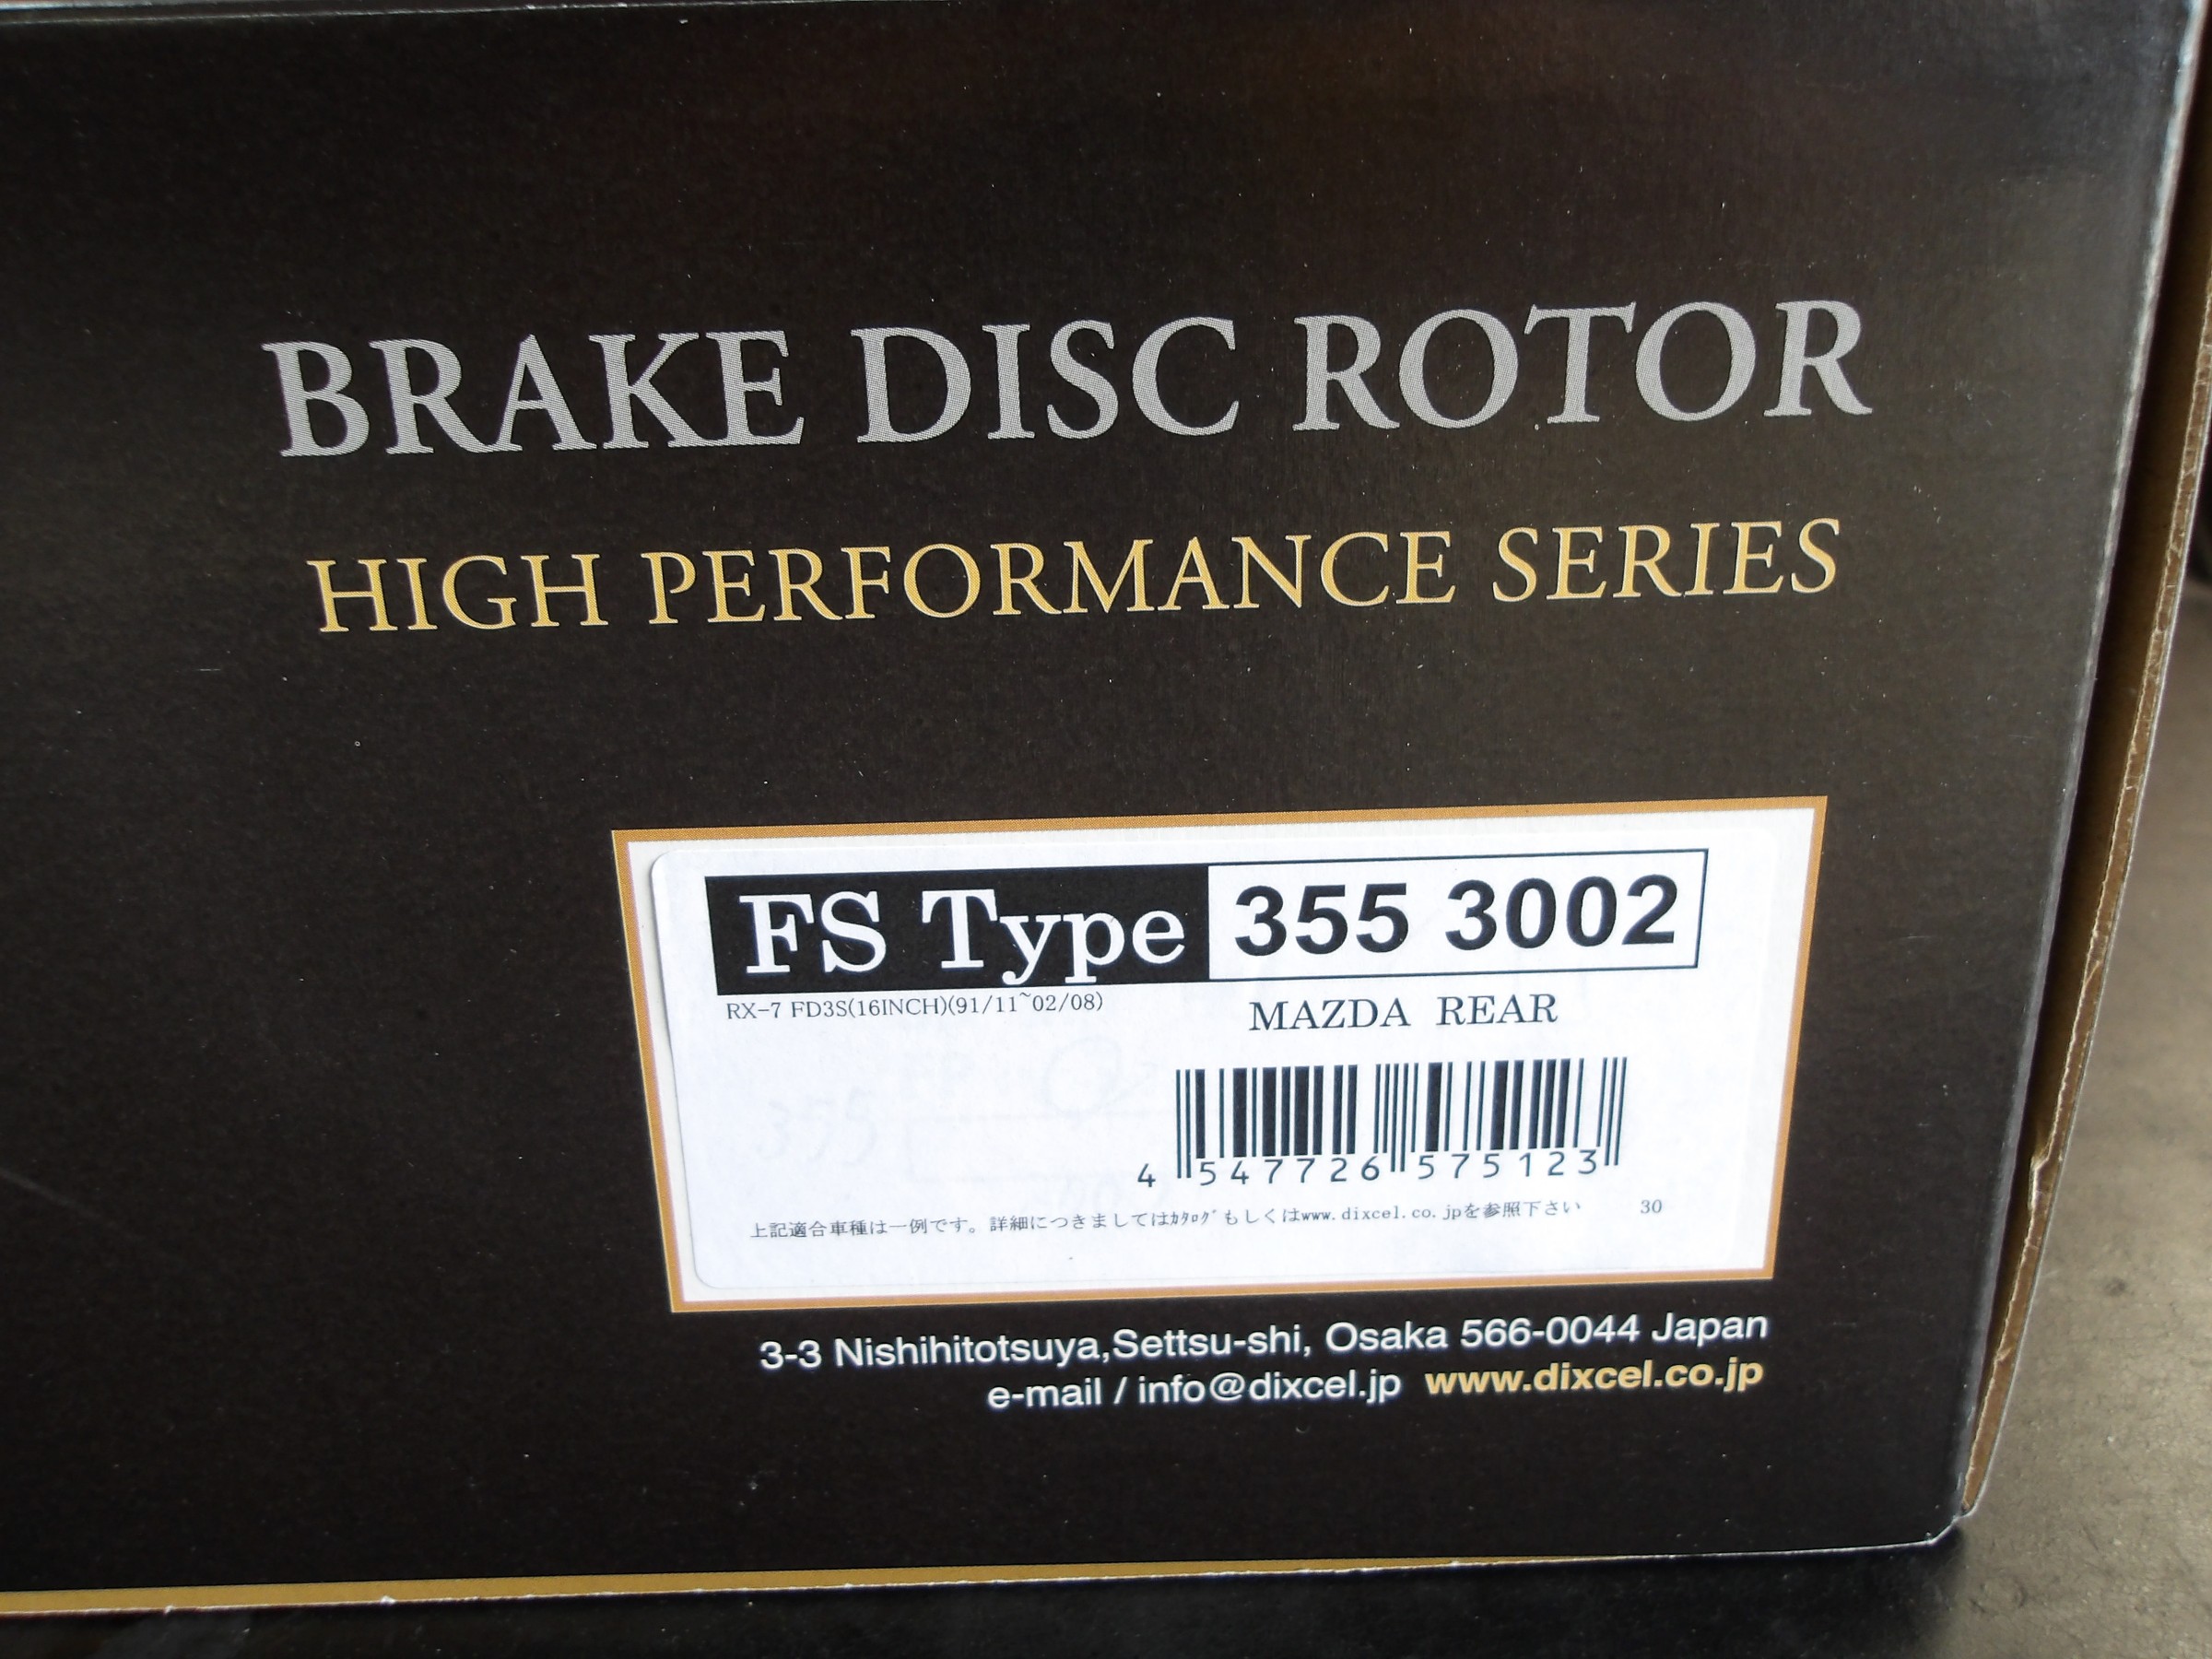 BRAKE DISC ROTOR
HIGH PERFORMANCE SERIES
FS Type 355 3002
RX-7 FD3S(16INCH)(91/11~02/08)
MAZDA REAR
4 547726 575123
上記適合車種は一例です。詳細につきましてはｶﾀﾛｸﾞもしくはwww.dixcel.co.jpを参照下さい 30
3-3 Nishihitotsuya,Settsu-shi, Osaka 566-0044 Japan
e-mail / info@dixcel.jp www.dixcel.co.jp